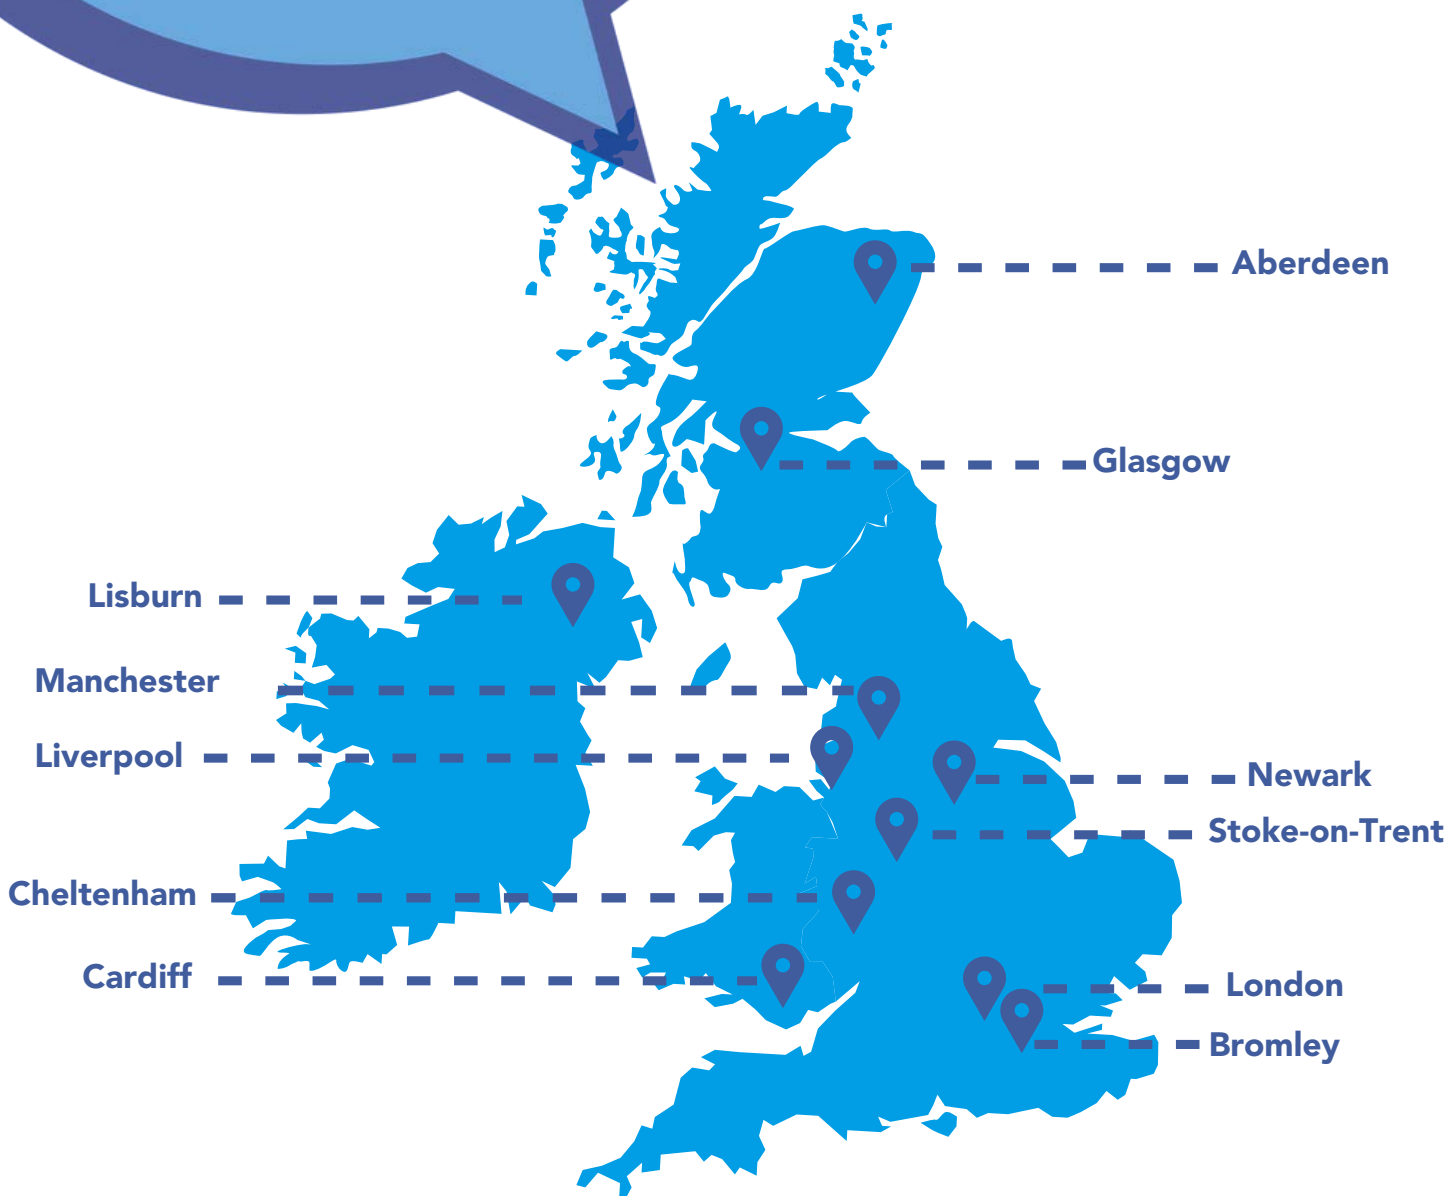 Aberdeen
Glasgow
Lisburn
Manchester
Liverpool
Newark
Stoke-on-Trent
Cheltenham
Cardiff
London
Bromley